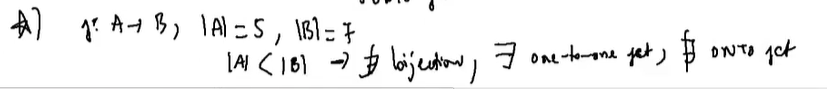 A) g: A → B, |A| = 5, |B| = 7
|A| < |B| → ∄ bijection, ∃ one-to-one fct, ∄ onto fct